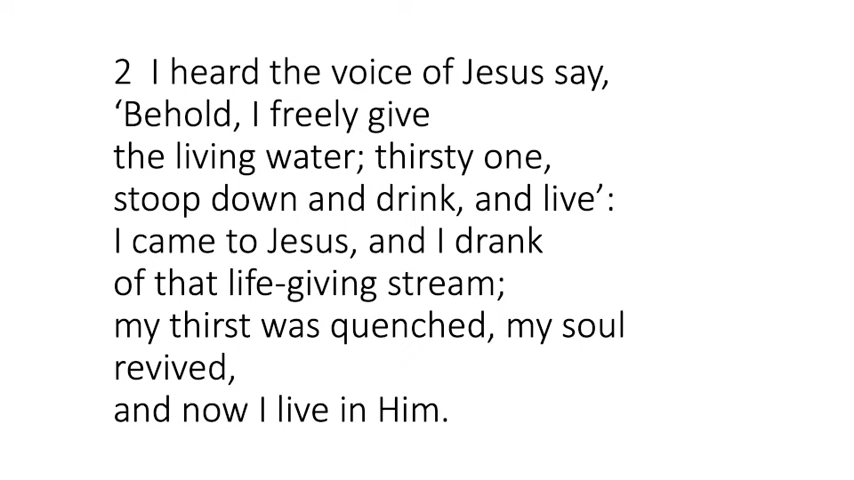 2  I heard the voice of Jesus say,
‘Behold, I freely give
the living water; thirsty one,
stoop down and drink, and live’:
I came to Jesus, and I drank
of that life-giving stream;
my thirst was quenched, my soul
revived,
and now I live in Him.